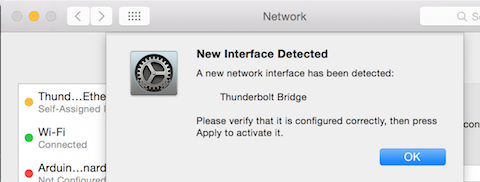 Network
New Interface Detected
A new network interface has been detected:
Thunderbolt Bridge
Please verify that it is configured correctly, then press
Apply to activate it.
OK
Thund...Ethe
Self-Assigned I
Wi-Fi
Connected
Arduin...nard
Not Configured